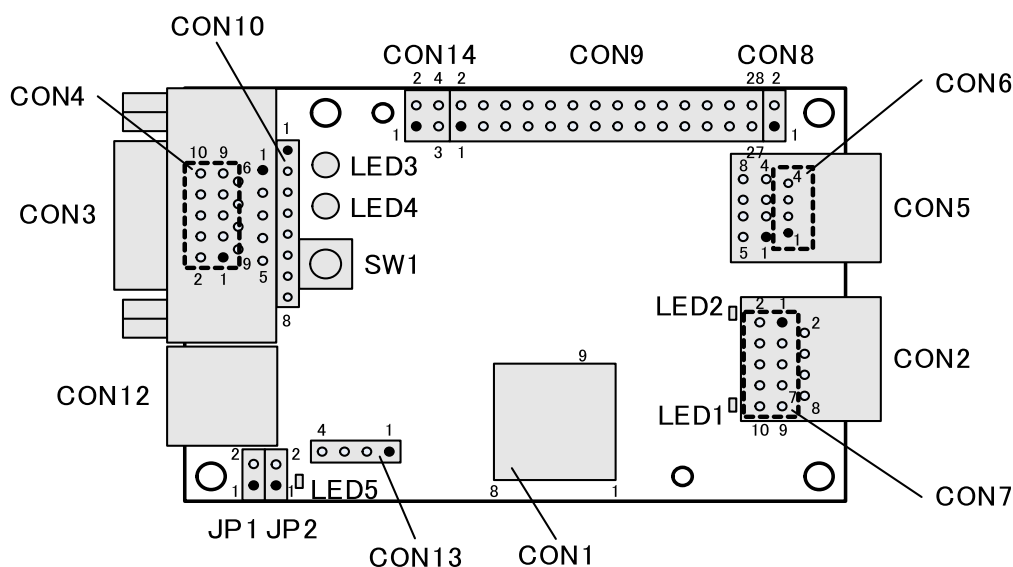 CON10
CON14 CON9 CON8
2 4 2 28 2
CON6
CON4
1 3 1 27 1
1
10 9 6 1
LED3
8 4 4
CON3
LED4
CON5
SW1
5 1 1
2 1 9 5
8
LED2
2 1 2
CON2
9
CON12
LED1
7 8
10 9
4 1
2 2
1 1
LED5
8 1
CON7
JP1 JP2
CON13
CON1